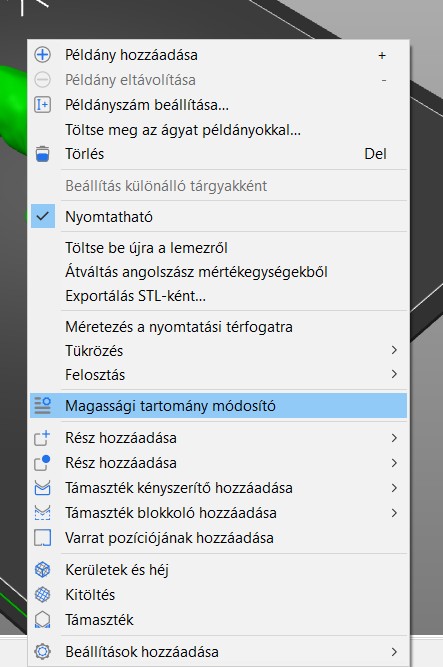 Példány hozzáadása +
Példány eltávolítása -
Példányszám beállítása...
Töltse meg az ágyat példányokkal...
Törlés Del
Beállítás különálló tárgyakként
Nyomtatható
Töltse be újra a lemezről
Átváltás angolszász mértékegységekből
Exportálás STL-ként...
Méretezés a nyomtatási térfogatra
Tükrözés
Felosztás
Magassági tartomány módosító
Rész hozzáadása
Rész hozzáadása
Támaszték kényszerítő hozzáadása
Támaszték blokkoló hozzáadása
Varrat pozíciójának hozzáadása
Kerületek és héj
Kitöltés
Támaszték
Beállítások hozzáadása